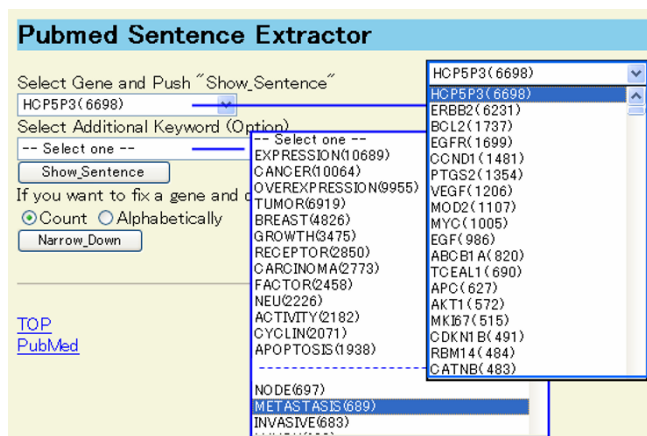 Pubmed Sentence Extractor
Select Gene and Push "Show_Sentence"
HCP5P3(6698)
Select Additional Keyword (Option)
-- Select one --
Show_Sentence
If you want to fix a gene and
Count Alphabetically
Narrow_Down
TOP
PubMed
-- Select one --
EXPRESSION(10689)
CANCER(10064)
OVEREXPRESSION(9955)
TUMOR(6919)
BREAST(4826)
GROWTH(3475)
RECEPTOR(2850)
CARCINOMA(2773)
FACTOR(2458)
NEU(2226)
ACTIVITY(2182)
CYCLIN(2071)
APOPTOSIS(1938)
NODE(697)
METASTASIS(689)
INVASIVE(683)
HCP5P3(6698)
HCP5P3(6698)
ERBB2(6231)
BCL2(1737)
EGFR(1699)
CCND1(1481)
PTGS2(1354)
VEGF(1206)
MOD2(1107)
MYC(1005)
EGF(986)
ABCB1A(820)
TCEAL1(690)
APC(627)
AKT1(572)
MKI67(515)
CDKN1B(491)
RBM14(484)
CATNB(483)